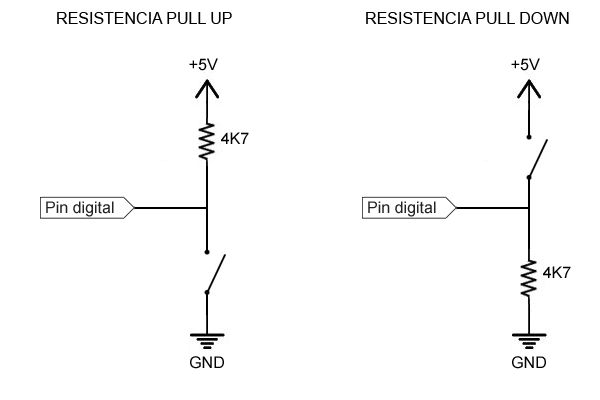 RESISTENCIA PULL UP
RESISTENCIA PULL DOWN
+5V
+5V
4K7
Pin digital
Pin digital
4K7
GND
GND